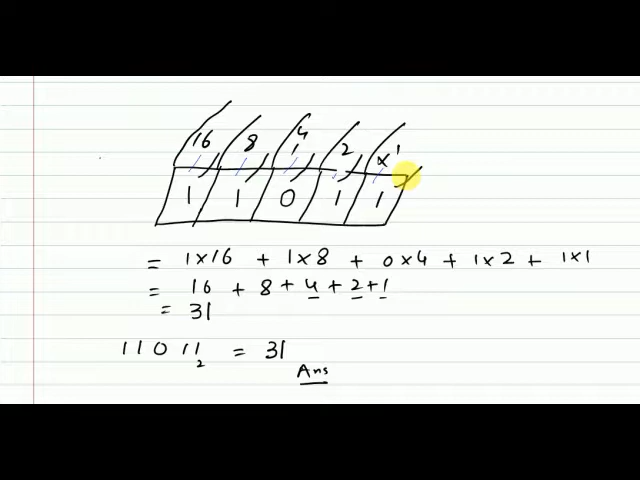 16 8 4 2 x1
1 1 0 1 1
= 1x16 + 1x8 + 0x4 + 1x2 + 1x1
= 16 + 8 + 4 + 2 + 1
= 31
11011₂ = 31
Ans